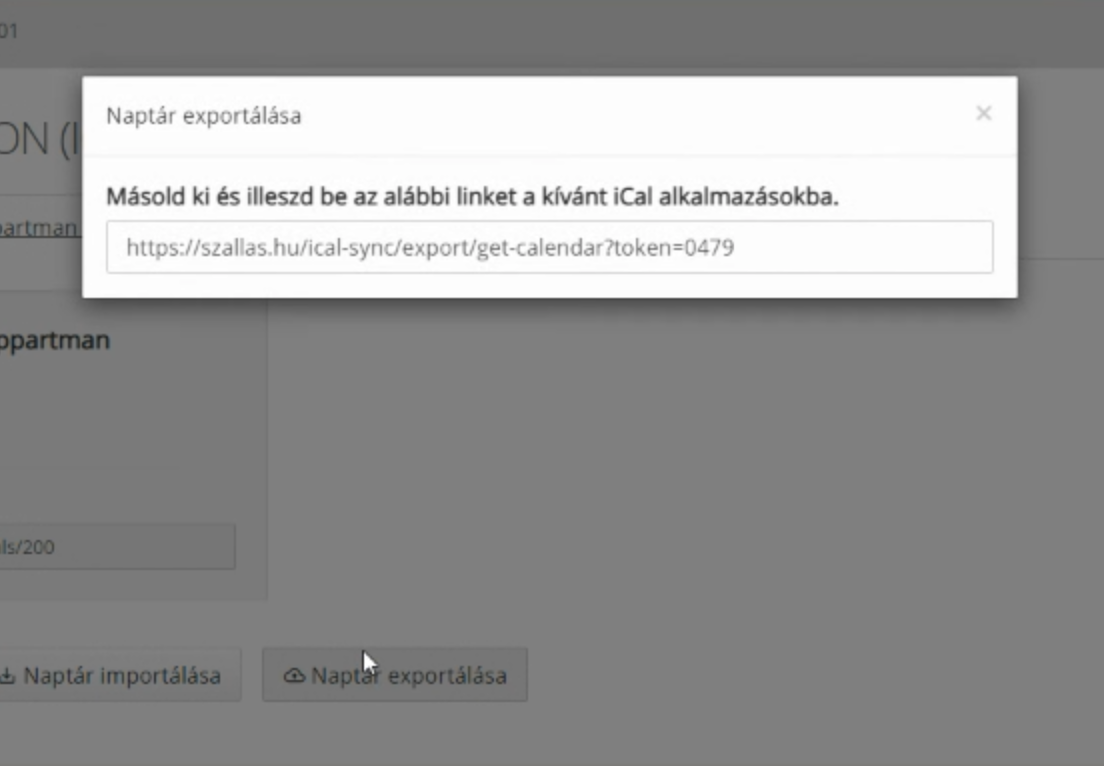 01
Naptár exportálása
×
ON (I
Másold ki és illeszd be az alábbi linket a kívánt iCal alkalmazásokba.
partman
https://szallas.hu/ical-sync/export/get-calendar?token=0479
ppartman
ls/200
Naptár importálása
Naptár exportálása